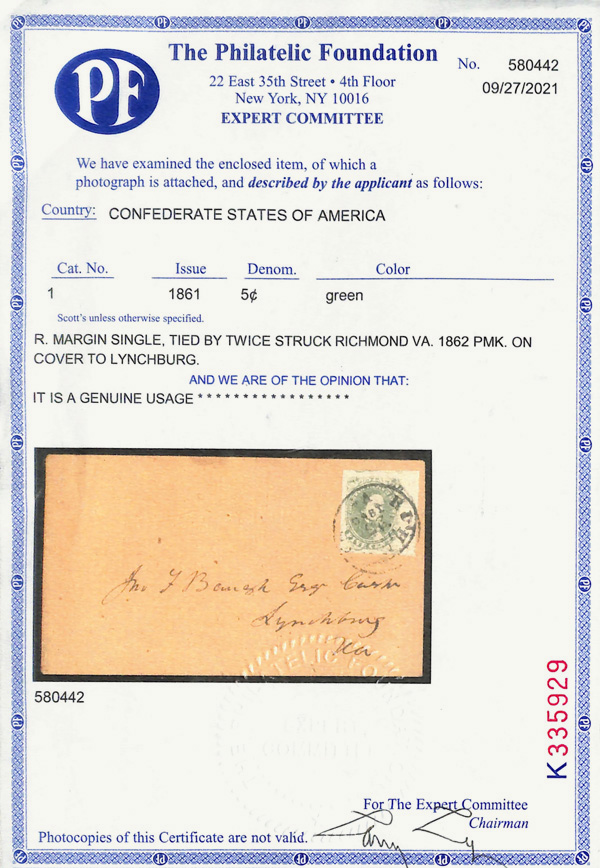 PF
The Philatelic Foundation
22 East 35th Street • 4th Floor
New York, NY 10016
EXPERT COMMITTEE
No. 580442
09/27/2021
We have examined the enclosed item, of which a
photograph is attached, and described by the applicant as follows:
Country: CONFEDERATE STATES OF AMERICA
Cat. No. Issue Denom. Color
1 1861 5¢ green
Scott's unless otherwise specified.
R. MARGIN SINGLE, TIED BY TWICE STRUCK RICHMOND VA. 1862 PMK. ON
COVER TO LYNCHBURG.
AND WE ARE OF THE OPINION THAT:
IT IS A GENUINE USAGE * * * * * * * * * * * * * * * * *
Jno F Esqr Cash
Lynchburg
Va
580442
K335929
For The Expert Committee
Chairman
Photocopies of this Certificate are not valid.